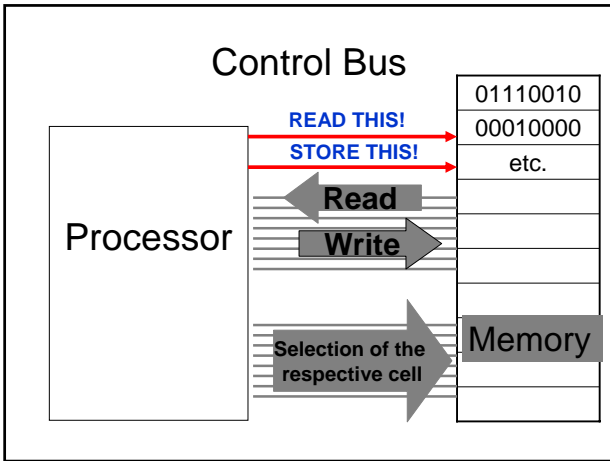 Control Bus
01110010
READ THIS!
00010000
STORE THIS!
etc.
Read
Processor
Write
Memory
Selection of the
respective cell